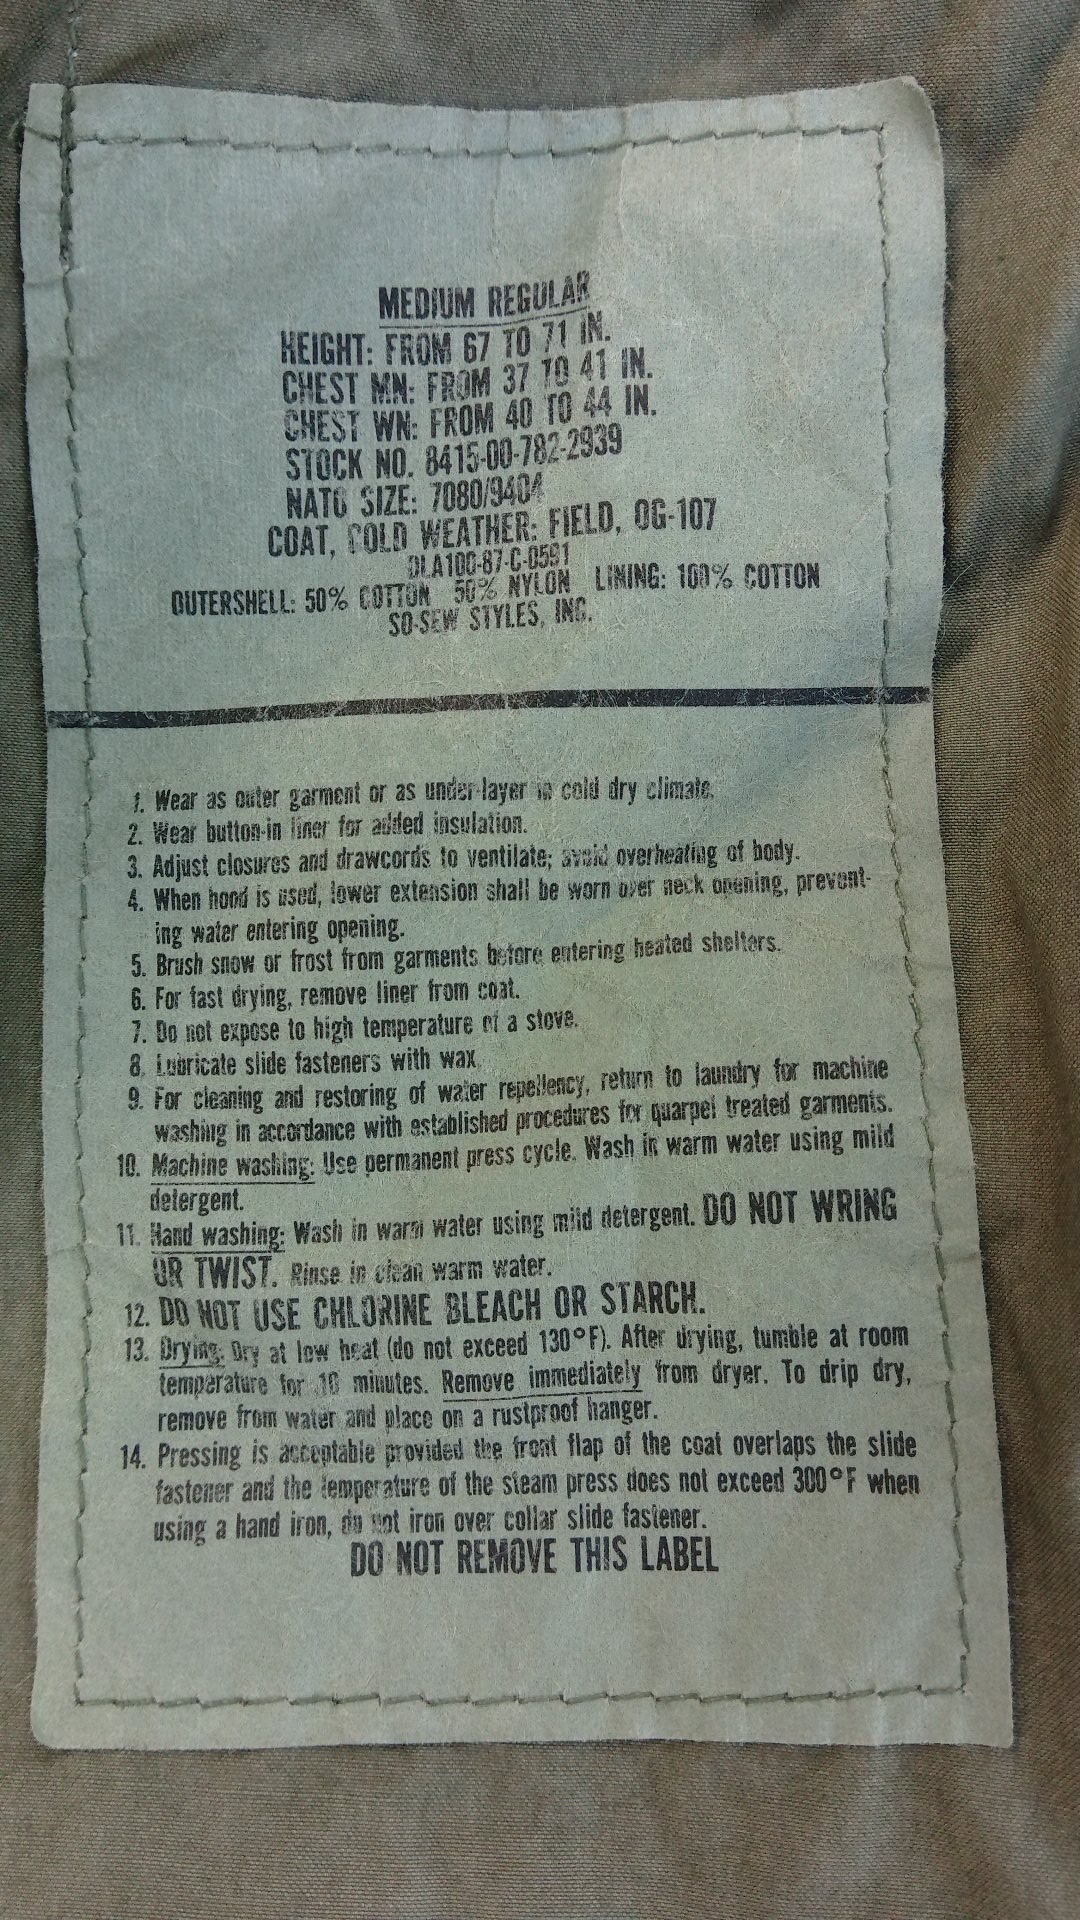 MEDIUM REGULAR
HEIGHT: FROM 67 TO 71 IN.
CHEST MN: FROM 37 TO 41 IN.
CHEST WN: FROM 40 TO 44 IN.
STOCK NO. 8415-00-782-2939
NATO SIZE: 7080/9404
COAT, COLD WEATHER: FIELD, OG-107
DLA100-87-C-0591
OUTERSHELL: 50% COTTON 50% NYLON LINING: 100% COTTON
SO-SEW STYLES, INC.
1. Wear as outer garment or as under-layer in cold dry climate.
2. Wear button-in liner for added insulation.
3. Adjust closures and drawcords to ventilate; avoid overheating of body.
4. When hood is used, lower extension shall be worn over neck opening, prevent-
ing water entering opening.
5. Brush snow or frost from garments before entering heated shelters.
6. For fast drying, remove liner from coat.
7. Do not expose to high temperature of a stove.
8. Lubricate slide fasteners with wax.
9. For cleaning and restoring of water repellency, return to laundry for machine
washing in accordance with established procedures for quarpel treated garments.
10. Machine washing: Use permanent press cycle. Wash in warm water using mild
detergent.
11. Hand washing: Wash in warm water using mild detergent. DO NOT WRING
OR TWIST. Rinse in clean warm water.
12. DO NOT USE CHLORINE BLEACH OR STARCH.
13. Drying: Dry at low heat (do not exceed 130°F). After drying, tumble at room
temperature for 10 minutes. Remove immediately from dryer. To drip dry,
remove from water and place on a rustproof hanger.
14. Pressing is acceptable provided the front flap of the coat overlaps the slide
fastener and the temperature of the steam press does not exceed 300°F when
using a hand iron, do not iron over collar slide fastener.
DO NOT REMOVE THIS LABEL